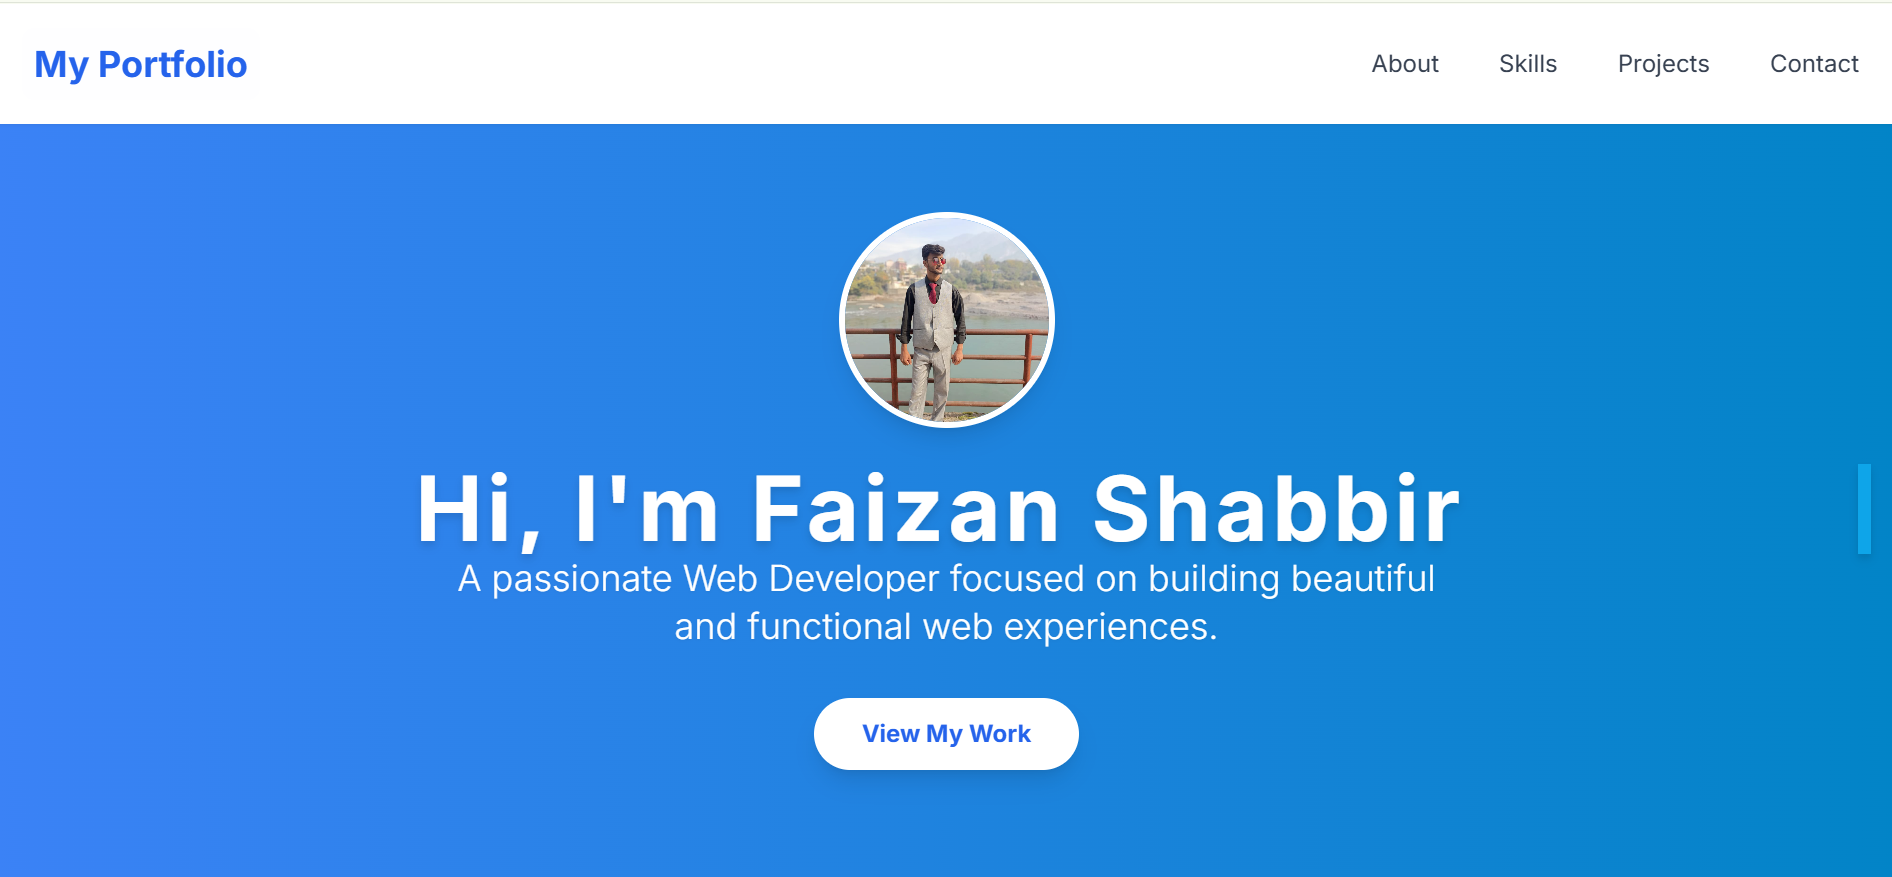 My Portfolio
About Skills Projects Contact
Hi, I'm Faizan Shabbir
A passionate Web Developer focused on building beautiful
and functional web experiences.
View My Work